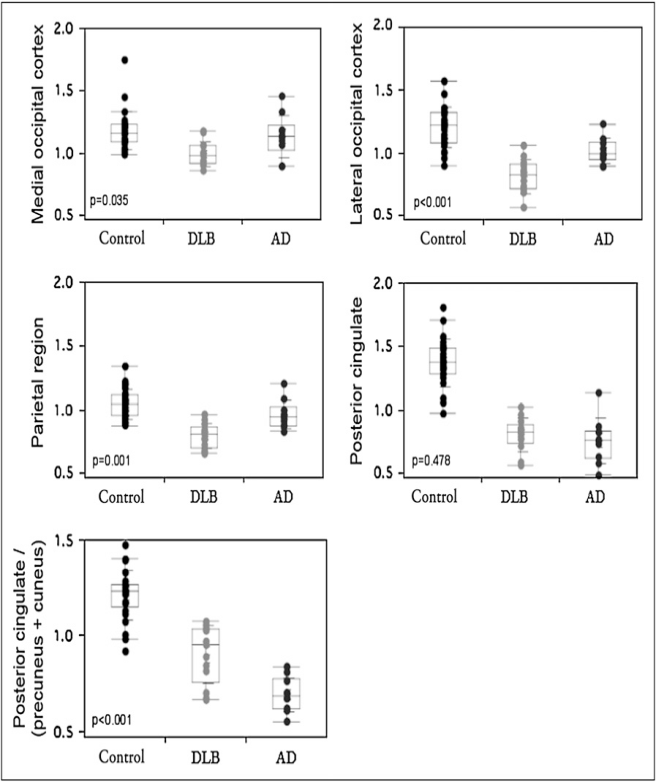 Medial occipital cortex
2.0
1.5
1.0
0.5
p=0.035
Control DLB AD
Lateral occipital cortex
2.0
1.5
1.0
0.5
p<0.001
Control DLB AD
Parietal region
2.0
1.5
1.0
0.5
p=0.001
Control DLB AD
Posterior cingulate
2.0
1.5
1.0
0.5
p=0.478
Control DLB AD
Posterior cingulate /
(precuneus + cuneus)
1.5
1.0
0.5
p<0.001
Control DLB AD